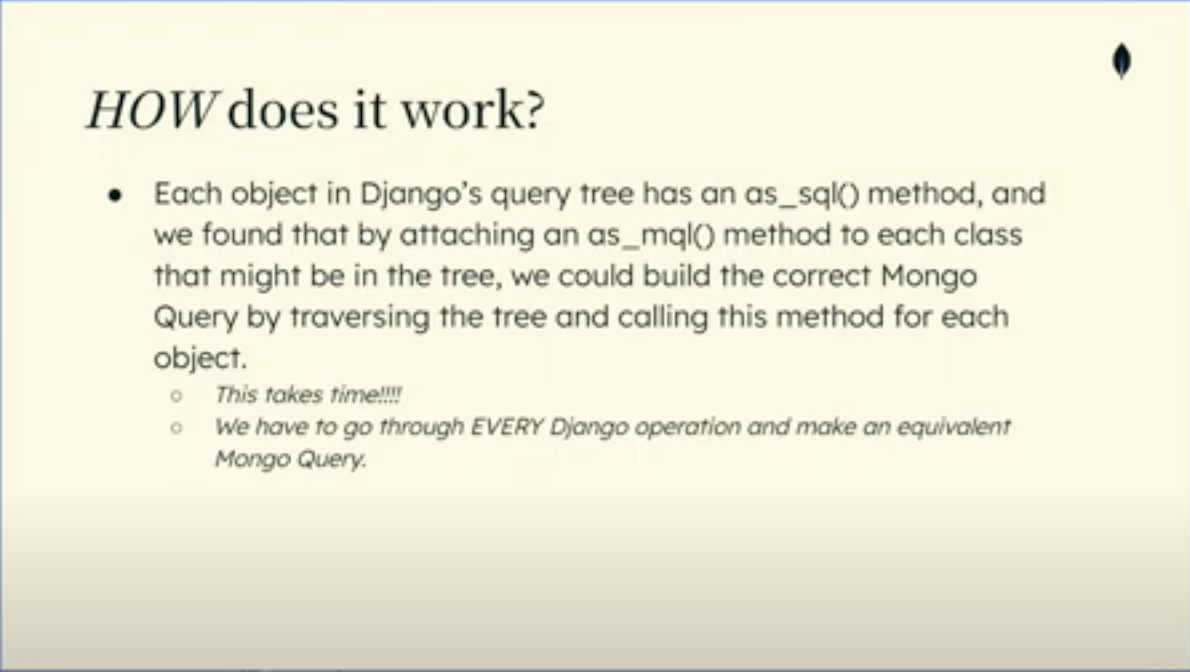 HOW does it work?
● Each object in Django’s query tree has an as_sql() method, and
we found that by attaching an as_mql() method to each class
that might be in the tree, we could build the correct Mongo
Query by traversing the tree and calling this method for each
object.
○ This takes time!!!!
○ We have to go through EVERY Django operation and make an equivalent
Mongo Query.